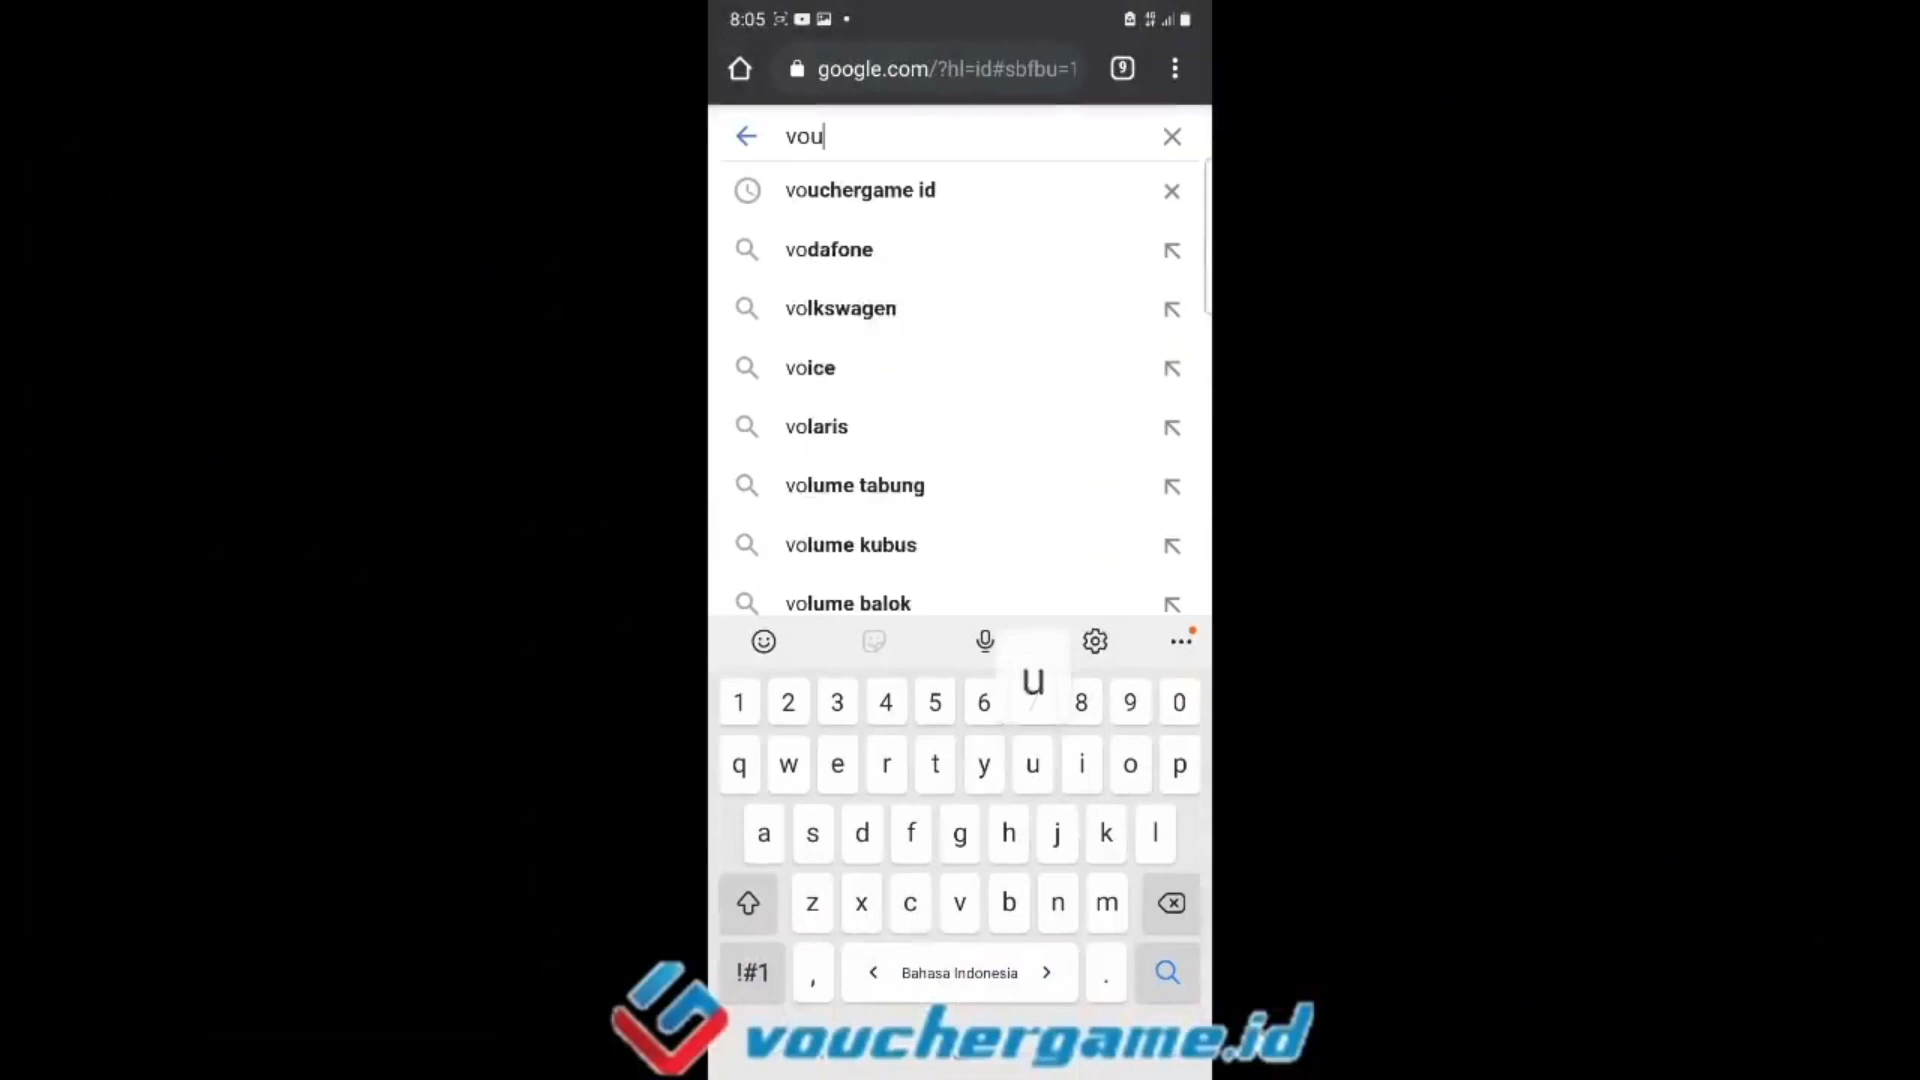 8:05
google.com/?hl=id#sbfbu=1
9
vou
vouchergame id
vodafone
volkswagen
voice
volaris
volume tabung
volume kubus
volume balok
u
1 2 3 4 5 6 8 9 0
q w e r t y u i o p
a s d f g h j k l
z x c v b n m
!#1 , < Bahasa Indonesia > .
vouchergame.id